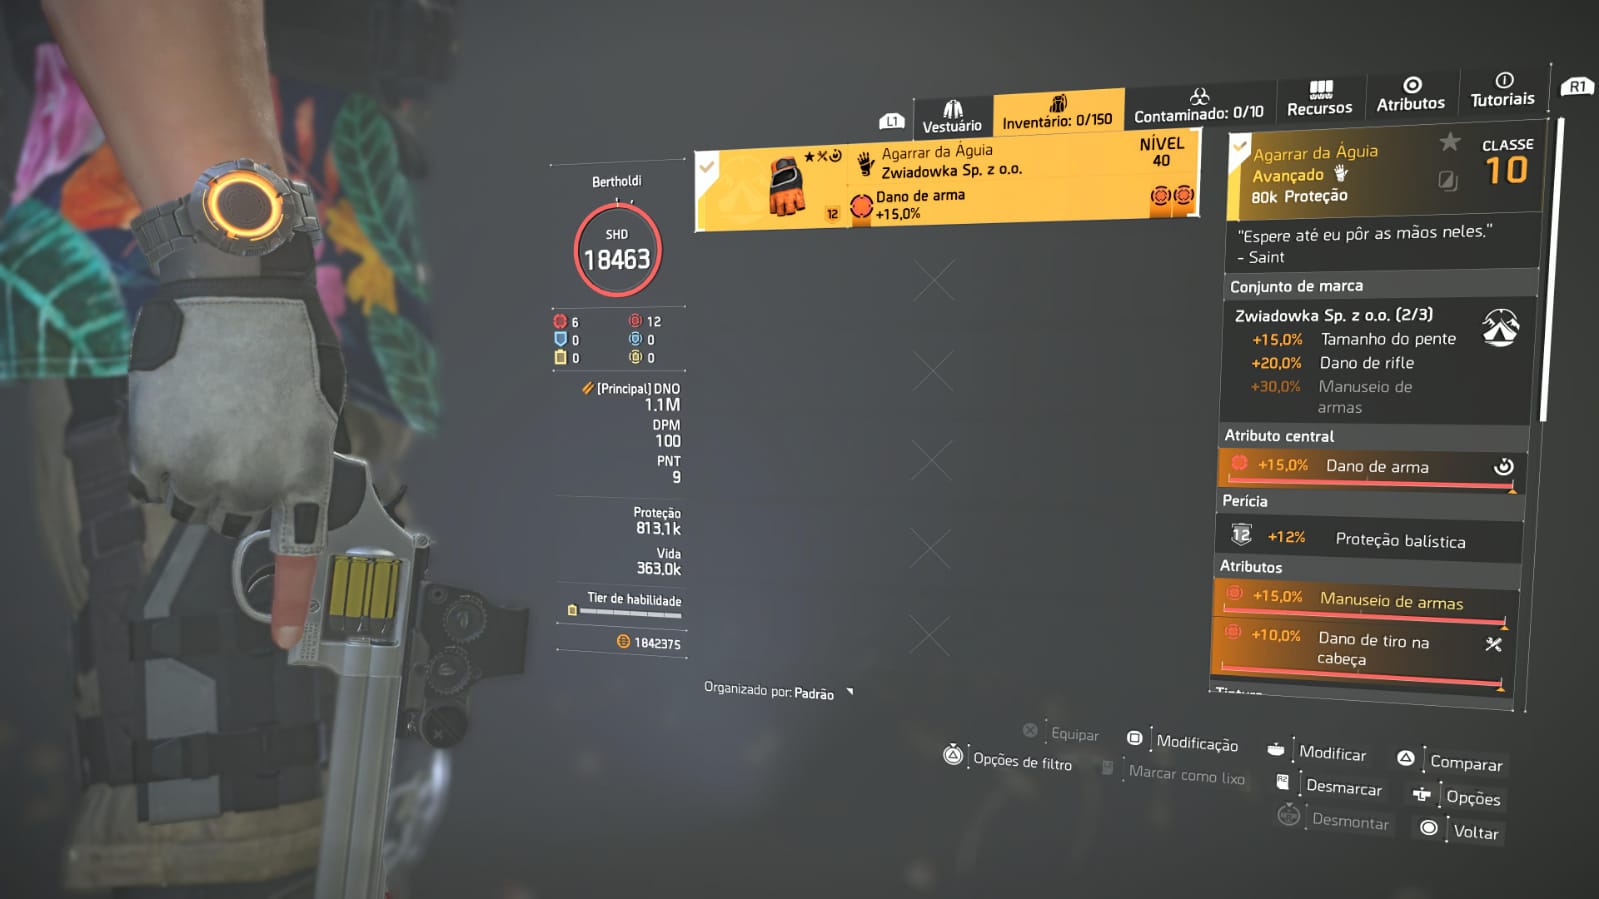 L1
Vestuário
Inventário: 0/150
Contaminado: 0/10
Recursos
Atributos
Tutoriais
R1
Bertholdi
SHD
18463
6
12
0
0
0
0
[Principal] DNO
1.1M
DPM
100
PNT
9
Proteção
813.1k
Vida
363.0k
Tier de habilidade
1842375
12
Agarrar da Águia
Zwiadowka Sp. z o.o.
NÍVEL
40
Dano de arma
+15,0%
Agarrar da Águia
Avançado
80k Proteção
CLASSE
10
"Espere até eu pôr as mãos neles."
- Saint
Conjunto de marca
Zwiadowka Sp. z o.o. (2/3)
+15,0% Tamanho do pente
+20,0% Dano de rifle
+30,0% Manuseio de
armas
Atributo central
+15,0% Dano de arma
Perícia
12 +12% Proteção balística
Atributos
+15,0% Manuseio de armas
+10,0% Dano de tiro na
cabeça
Organizado por: Padrão
Equipar
Modificação
Modificar
Comparar
Opções de filtro
Marcar como lixo
R2
Desmarcar
Opções
Desmontar
Voltar